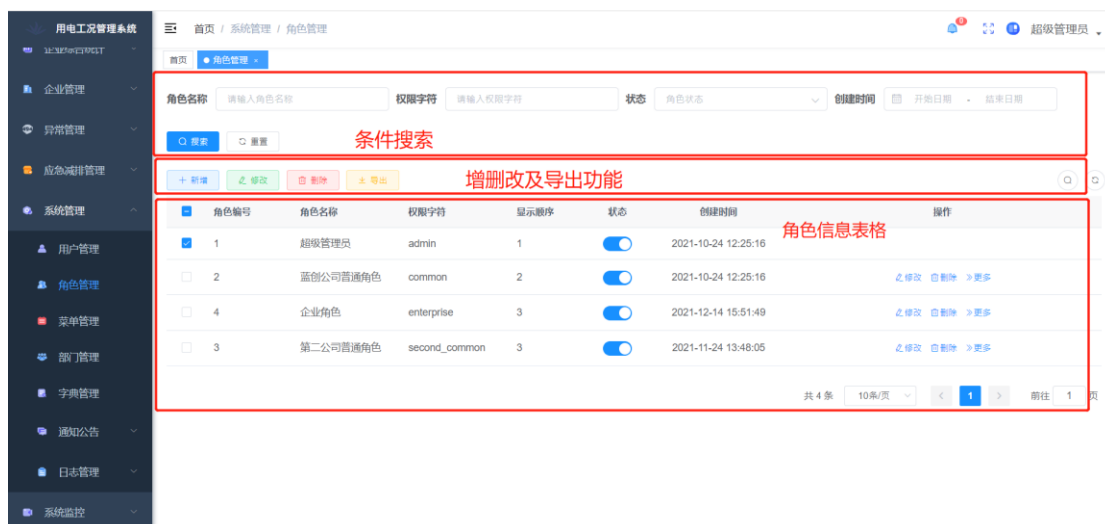 用电工况管理系统
首页 / 系统管理 / 角色管理
0
超级管理员
企业综合统计
首页
角色管理 ×
企业管理
角色名称 请输入角色名称 权限字符 请输入权限字符 状态 角色状态 创建时间 开始日期 - 结束日期
异常管理
搜索 重置 条件搜索
应急减排管理
+ 新增 修改 删除 导出 增删改及导出功能
系统管理
角色编号 角色名称 权限字符 显示顺序 状态 创建时间 操作
角色信息表格
用户管理
1 超级管理员 admin 1 2021-10-24 12:25:16
角色管理
2 蓝创公司普通角色 common 2 2021-10-24 12:25:16 修改 删除 更多
菜单管理
4 企业角色 enterprise 3 2021-12-14 15:51:49 修改 删除 更多
部门管理
3 第二公司普通角色 second_common 3 2021-11-24 13:48:05 修改 删除 更多
字典管理
共 4 条 10条/页 < 1 > 前往 1 页
通知公告
日志管理
系统监控